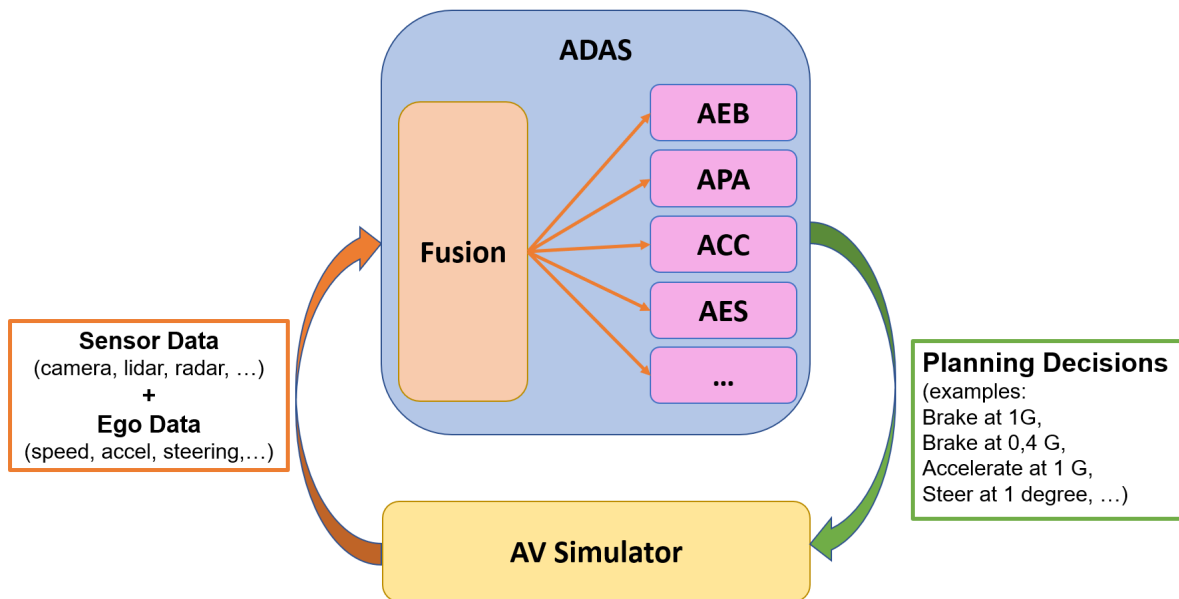 ADAS
Fusion
AEB
APA
ACC
AES
...
Sensor Data
(camera, lidar, radar, …)
+
Ego Data
(speed, accel, steering,…)
Planning Decisions
(examples:
Brake at 1G,
Brake at 0,4 G,
Accelerate at 1 G,
Steer at 1 degree, …)
AV Simulator